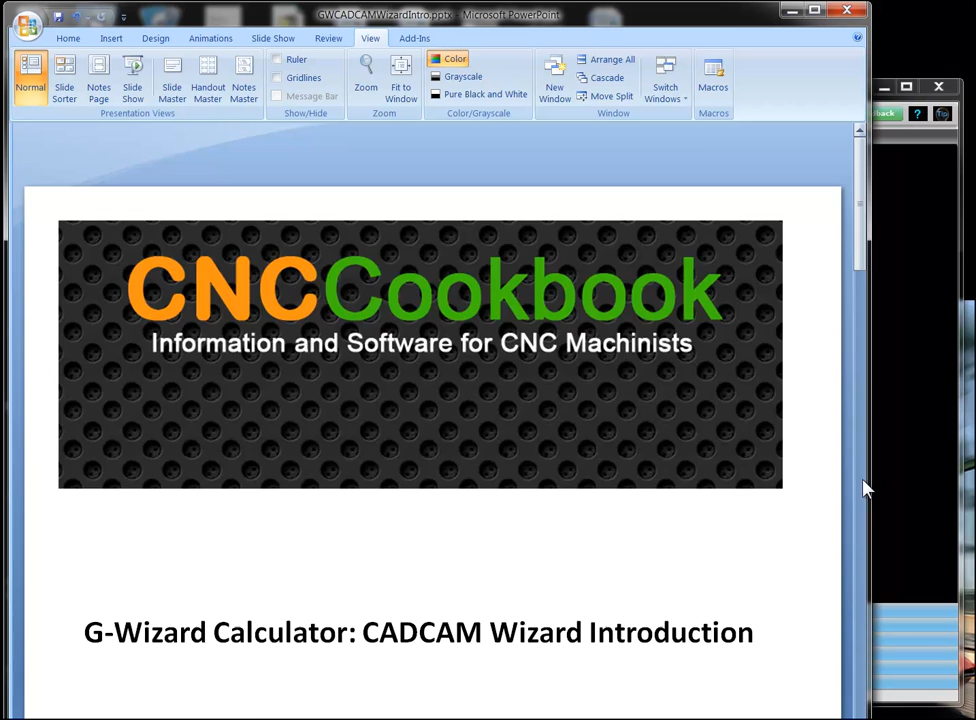 GWCADCAMWizardIntro.pptx - Microsoft PowerPoint
Home Insert Design Animations Slide Show Review View Add-Ins
Normal
Slide Sorter
Notes Page
Slide Show
Slide Master
Handout Master
Notes Master
Presentation Views
Ruler
Gridlines
Message Bar
Show/Hide
Zoom
Fit to Window
Zoom
Color
Grayscale
Pure Black and White
Color/Grayscale
New Window
Arrange All
Cascade
Move Split
Switch Windows
Window
Macros
Macros
back ? Tip
CNCCookbook
Information and Software for CNC Machinists
G-Wizard Calculator: CADCAM Wizard Introduction